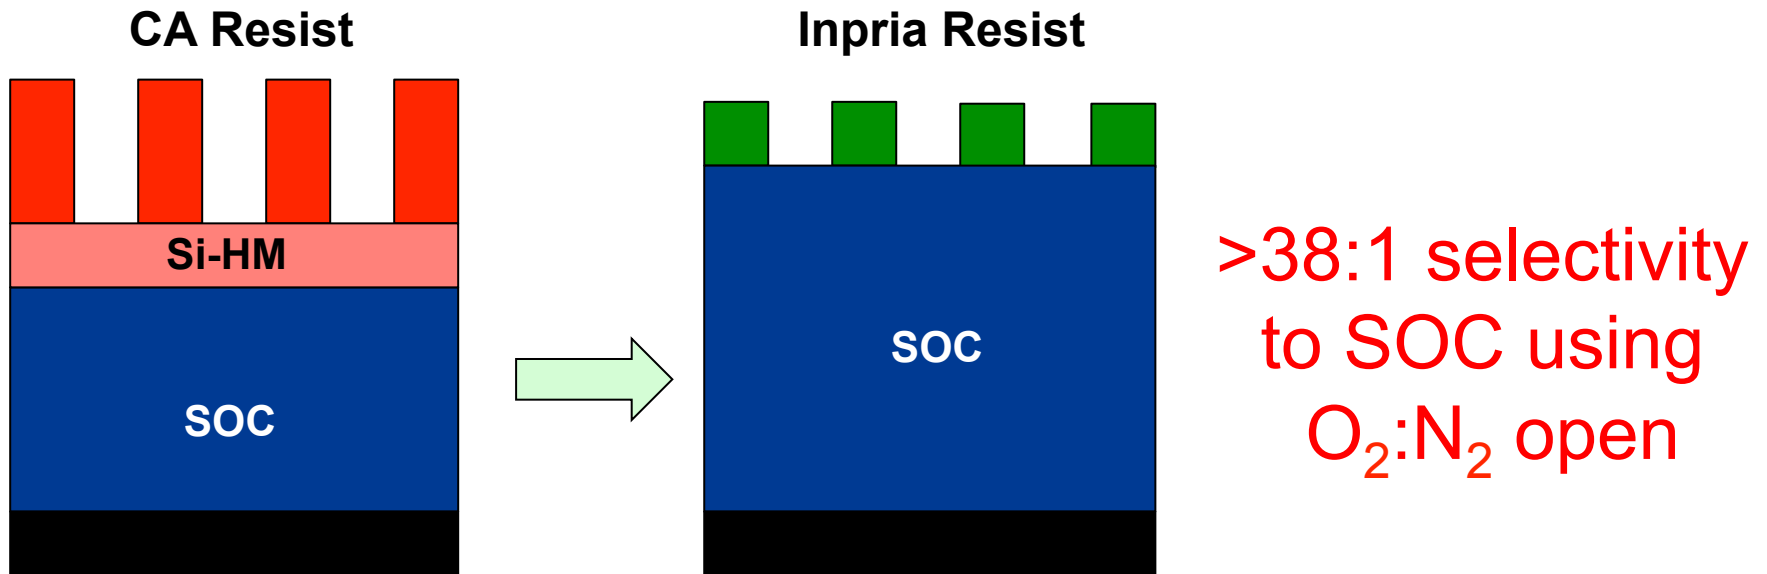 CA Resist
Inpria Resist
Si-HM
SOC
SOC
>38:1 selectivity
to SOC using
O₂:N₂ open